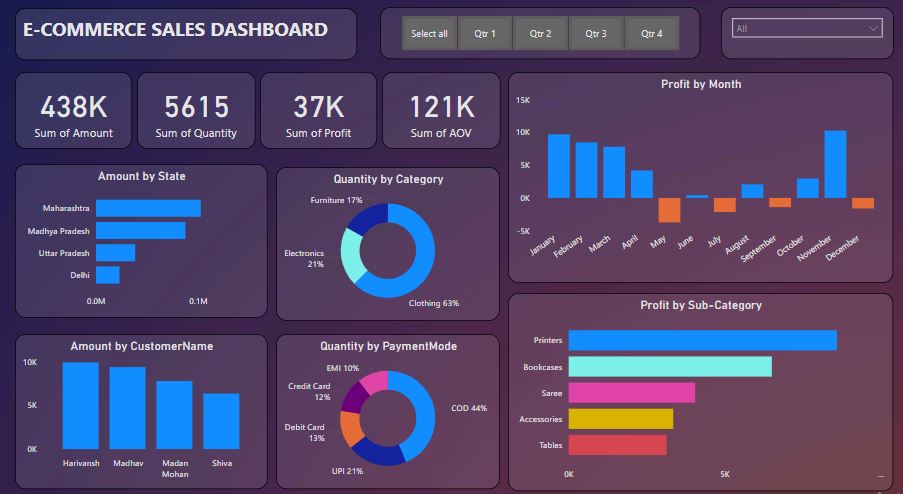 E-COMMERCE SALES DASHBOARD
Select all
Qtr 1
Qtr 2
Qtr 3
Qtr 4
All
438K
Sum of Amount
5615
Sum of Quantity
37K
Sum of Profit
121K
Sum of AOV
Profit by Month
15K
10K
5K
0K
-5K
January
February
March
April
May
June
July
August
September
October
November
December
Amount by State
Maharashtra
Madhya Pradesh
Uttar Pradesh
Delhi
0.0M
0.1M
Quantity by Category
Furniture 17%
Electronics
21%
Clothing 63%
Profit by Sub-Category
Printers
Bookcases
Saree
Accessories
Tables
0K
5K
...
Amount by CustomerName
10K
5K
0K
Harivansh
Madhav
Madan
Mohan
Shiva
Quantity by PaymentMode
EMI 10%
Credit Card
12%
Debit Card
13%
UPI 21%
COD 44%